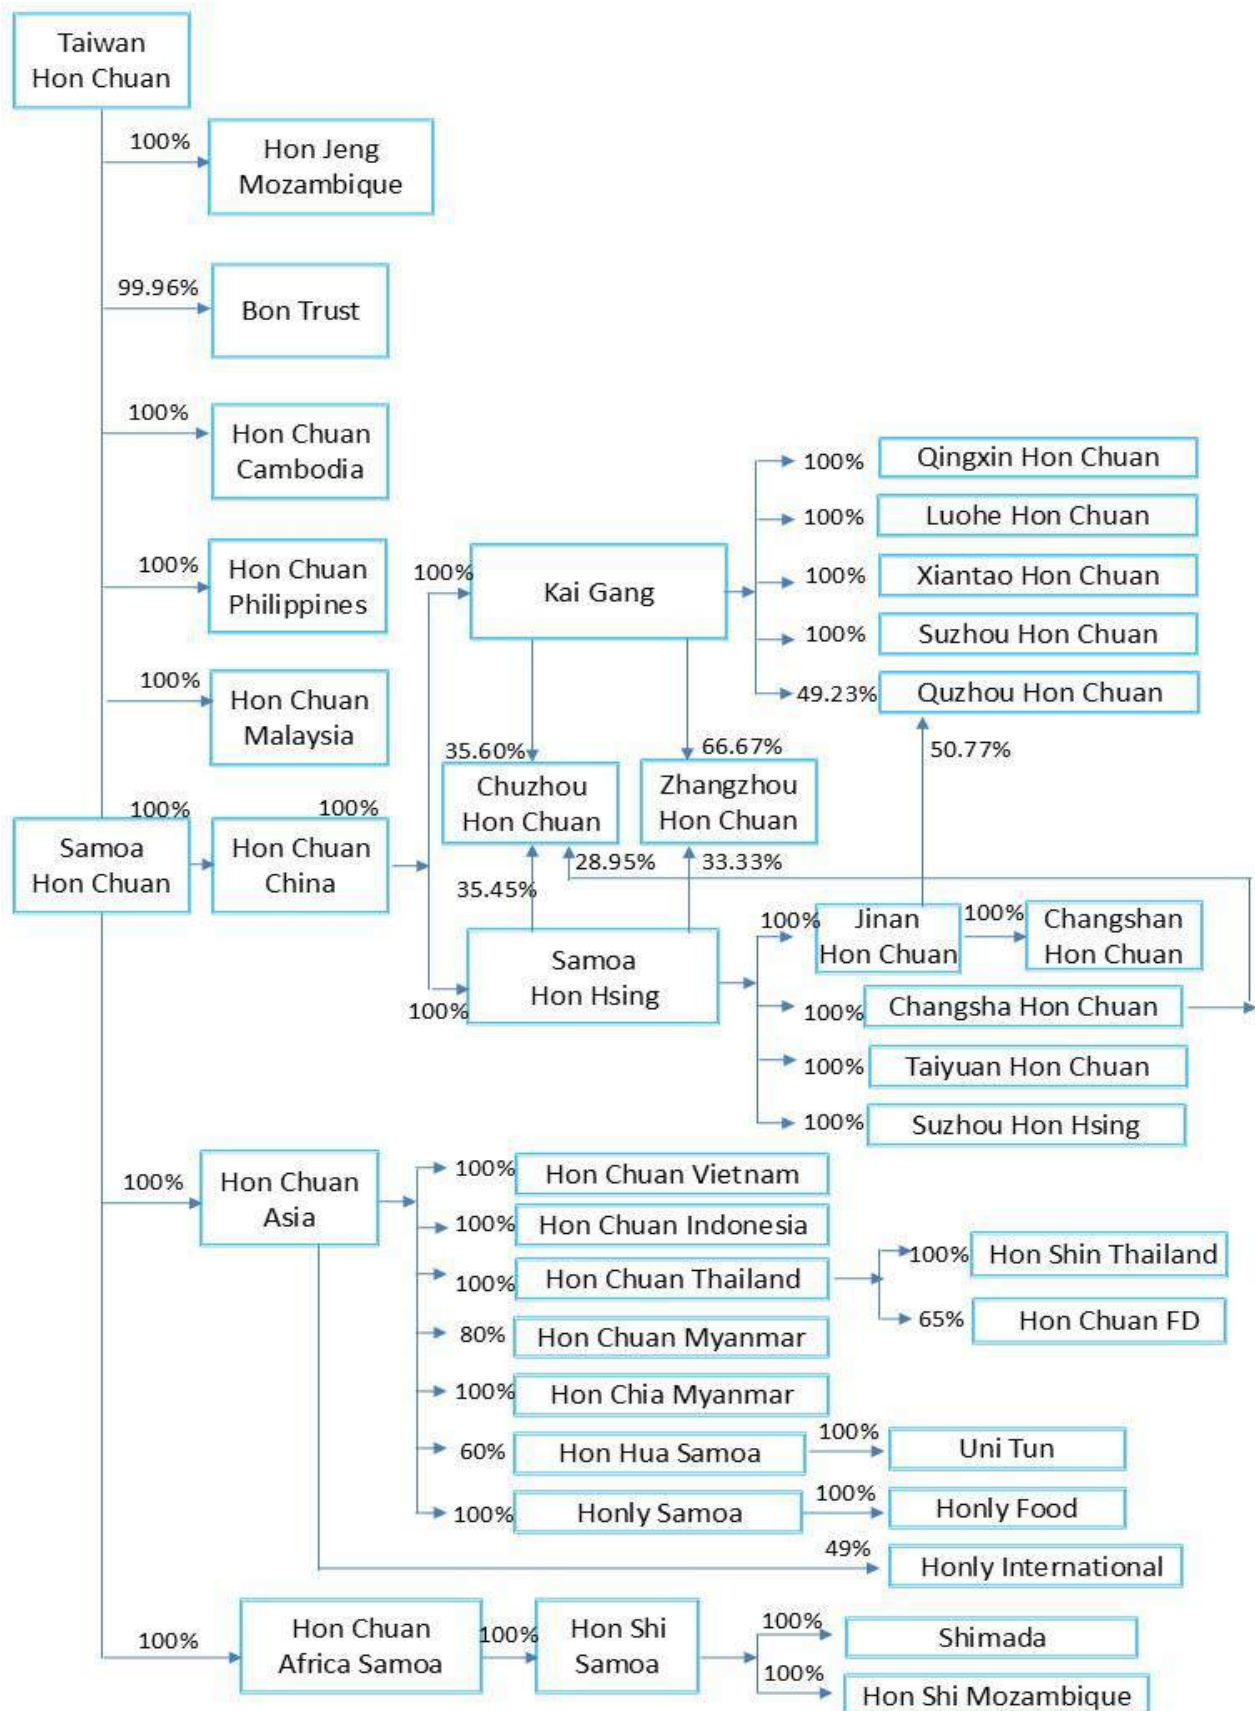 Taiwan
Hon Chuan
100%
Hon Jeng
Mozambique
99.96%
Bon Trust
100%
Hon Chuan
Cambodia
100%
Hon Chuan
Philippines
100%
Hon Chuan
Malaysia
100%
Samoa
Hon Chuan
100%
Hon Chuan
China
100%
Kai Gang
100%
Qingxin Hon Chuan
100%
Luohe Hon Chuan
100%
Xiantao Hon Chuan
100%
Suzhou Hon Chuan
49.23%
Quzhou Hon Chuan
50.77%
35.60%
Chuzhou
Hon Chuan
66.67%
Zhangzhou
Hon Chuan
28.95%
33.33%
35.45%
100%
Samoa
Hon Hsing
100%
Jinan
Hon Chuan
100%
Changshan
Hon Chuan
100%
Changsha Hon Chuan
100%
Taiyuan Hon Chuan
100%
Suzhou Hon Hsing
100%
Hon Chuan
Asia
100%
Hon Chuan Vietnam
100%
Hon Chuan Indonesia
100%
Hon Chuan Thailand
100%
Hon Shin Thailand
65%
Hon Chuan FD
80%
Hon Chuan Myanmar
100%
Hon Chia Myanmar
60%
Hon Hua Samoa
100%
Uni Tun
100%
Honly Samoa
100%
Honly Food
49%
Honly International
100%
Hon Chuan
Africa Samoa
100%
Hon Shi
Samoa
100%
Shimada
100%
Hon Shi Mozambique